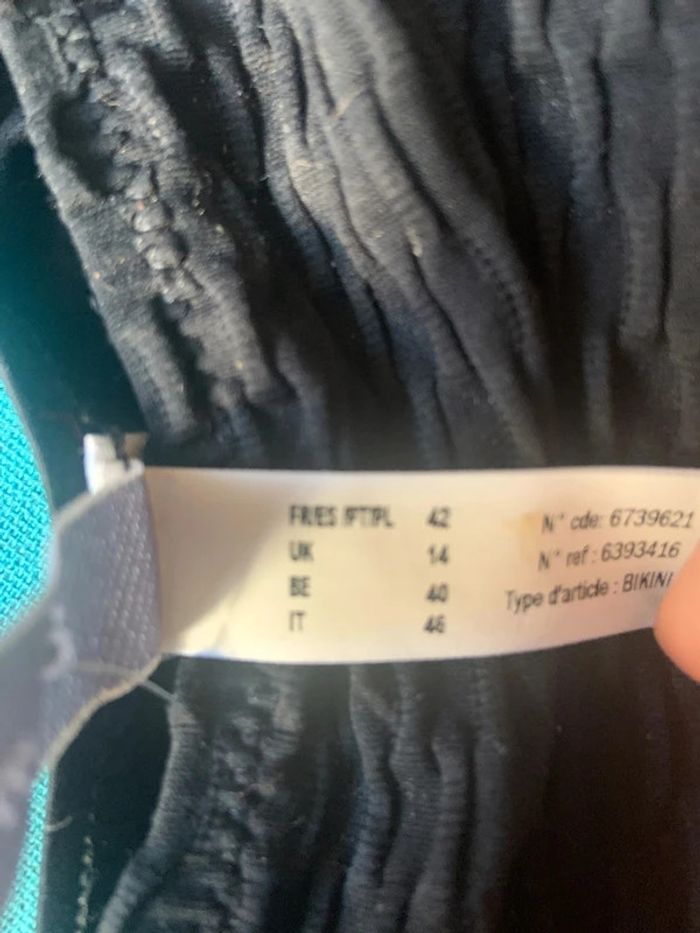 FR/ES/PT/PL 42
UK 14
BE 40
IT 46
N° cde: 6739621
N° ref : 6393416
Type d'article : BIKINI